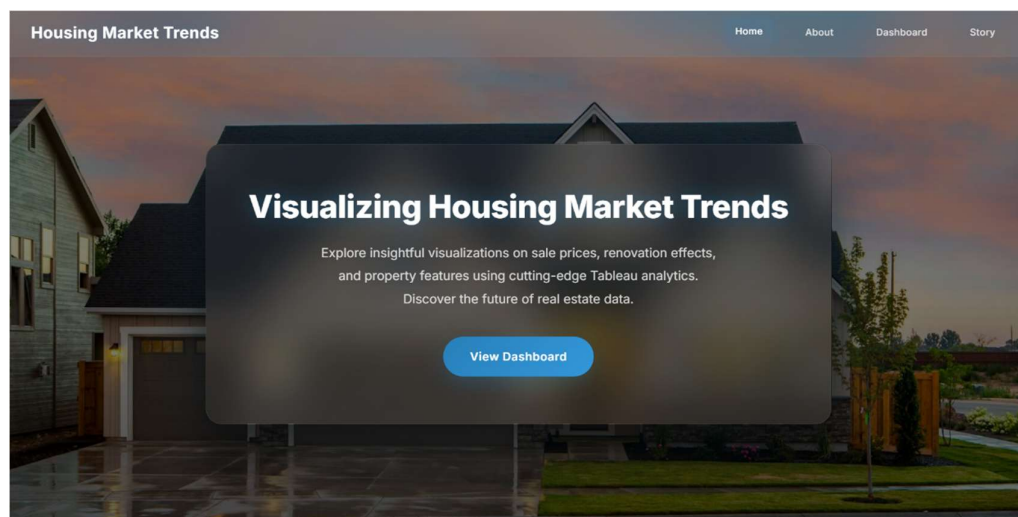 Housing Market Trends
Home
About
Dashboard
Story
Visualizing Housing Market Trends
Explore insightful visualizations on sale prices, renovation effects,
and property features using cutting-edge Tableau analytics.
Discover the future of real estate data.
View Dashboard